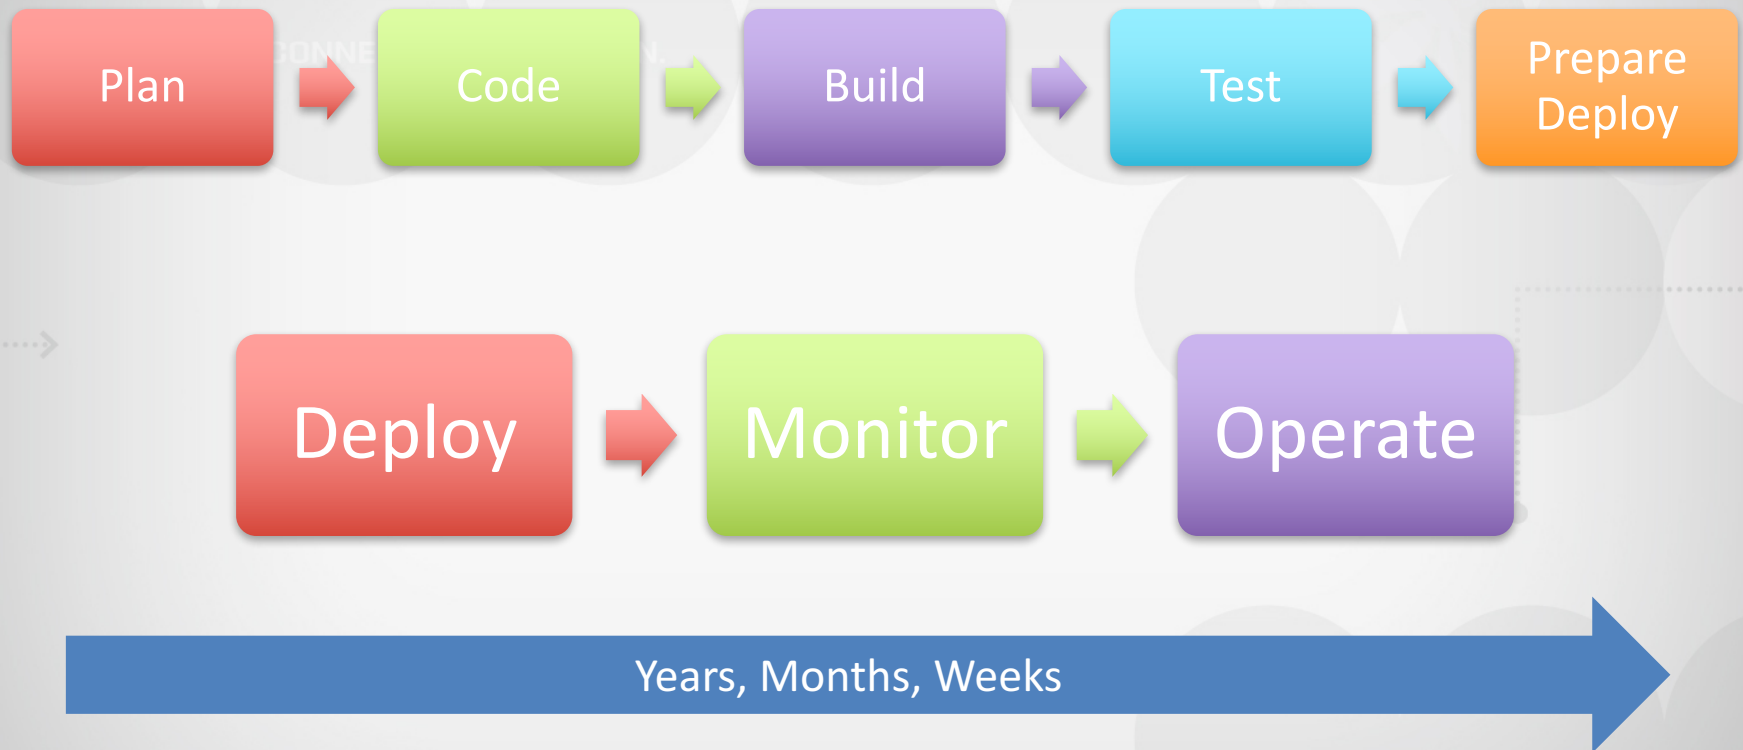 Plan
Code
Build
Test
Prepare
Deploy
Deploy
Monitor
Operate
Years, Months, Weeks